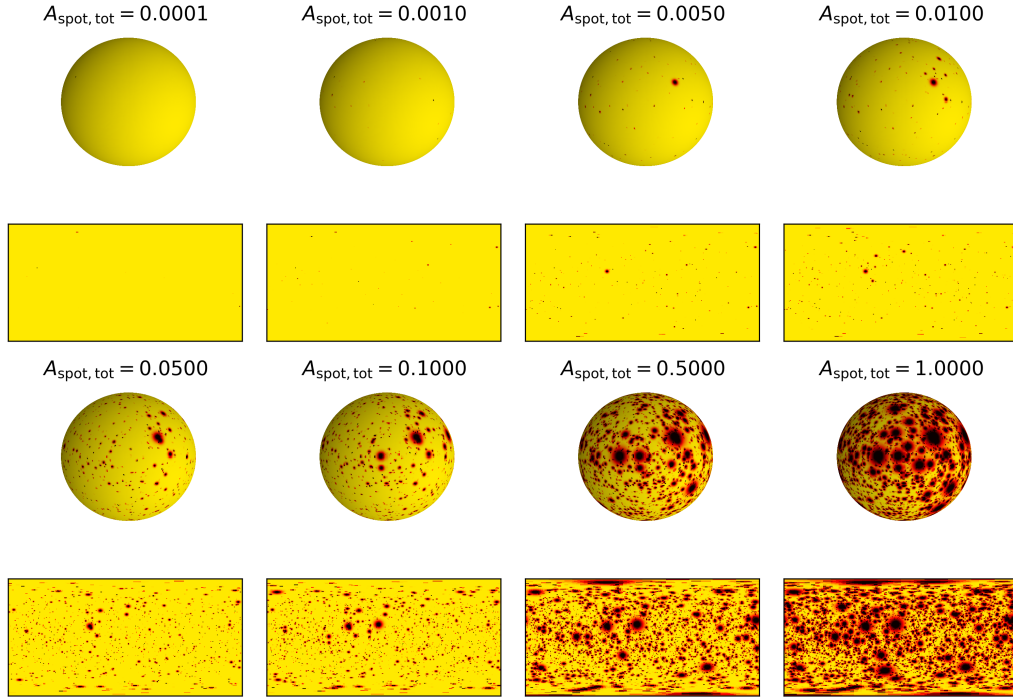 A_spot, tot = 0.0001
A_spot, tot = 0.0010
A_spot, tot = 0.0050
A_spot, tot = 0.0100
A_spot, tot = 0.0500
A_spot, tot = 0.1000
A_spot, tot = 0.5000
A_spot, tot = 1.0000